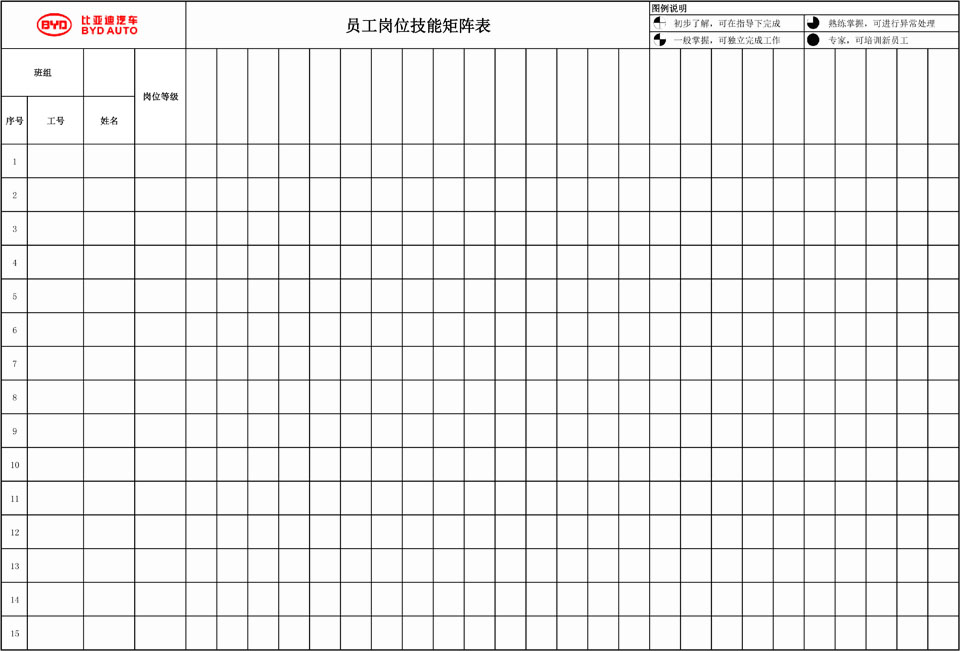 BYD 比亚迪汽车
BYD AUTO
员工岗位技能矩阵表
图例说明
初步了解，可在指导下完成
熟练掌握，可进行异常处理
一般掌握，可独立完成工作
专家，可培训新员工
班组
岗位等级
序号 工号 姓名
1
2
3
4
5
6
7
8
9
10
11
12
13
14
15